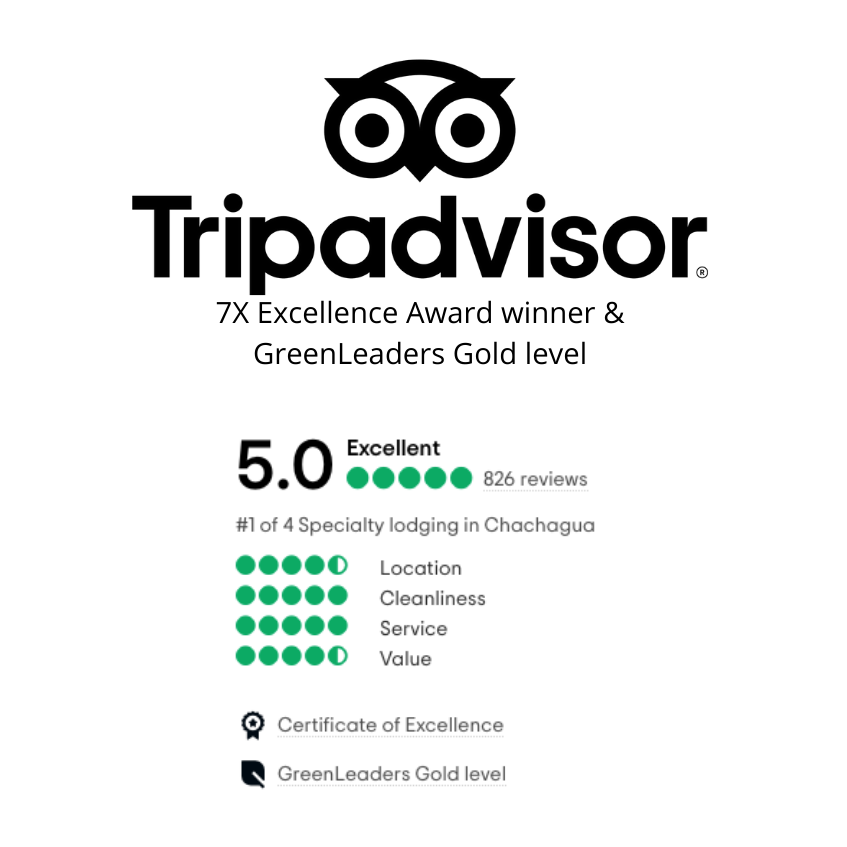 Tripadvisor®
7X Excellence Award winner &
GreenLeaders Gold level
5.0 Excellent
826 reviews
#1 of 4 Specialty lodging in Chachagua
Location
Cleanliness
Service
Value
Certificate of Excellence
GreenLeaders Gold level